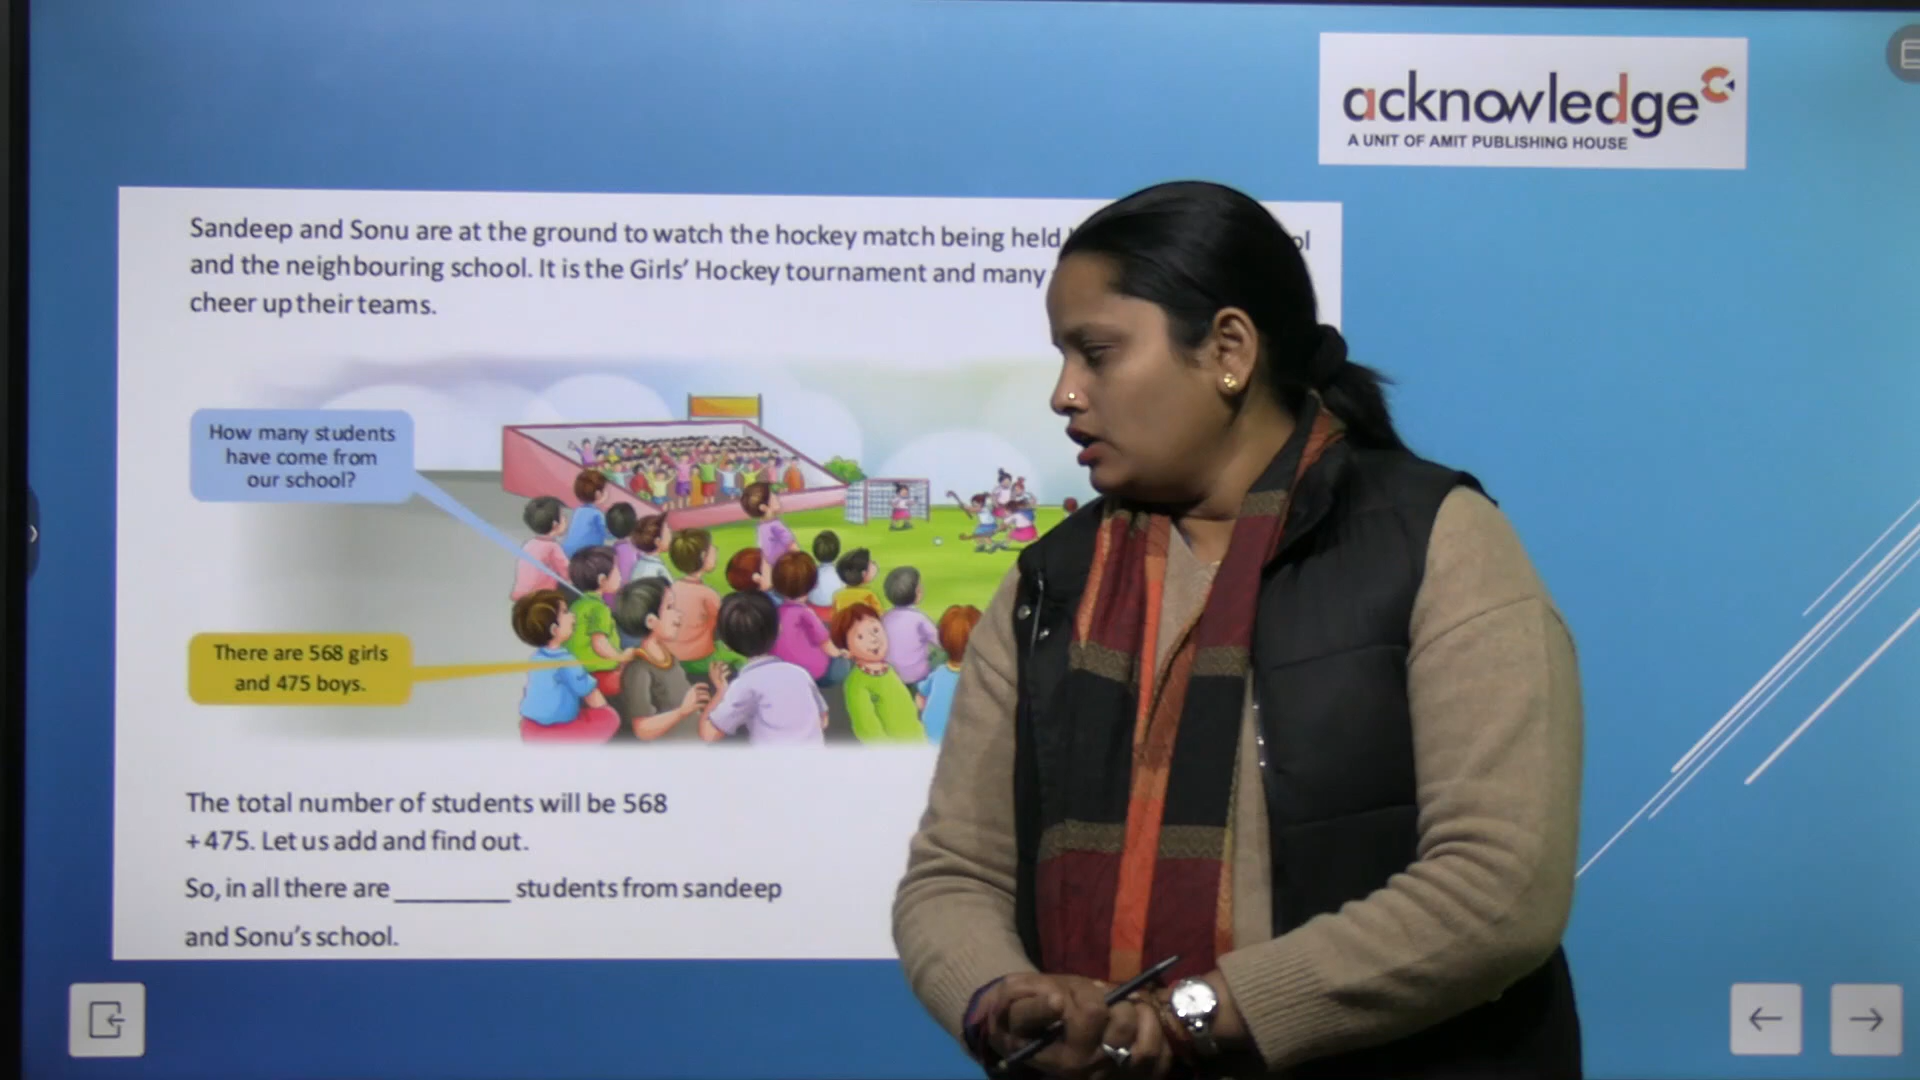 acknowledge
A UNIT OF AMIT PUBLISHING HOUSE
Sandeep and Sonu are at the ground to watch the hockey match being held
and the neighbouring school. It is the Girls' Hockey tournament and many
cheer up their teams.
How many students
have come from
our school?
There are 568 girls
and 475 boys.
The total number of students will be 568
+ 475. Let us add and find out.
So, in all there are ________ students from sandeep
and Sonu's school.